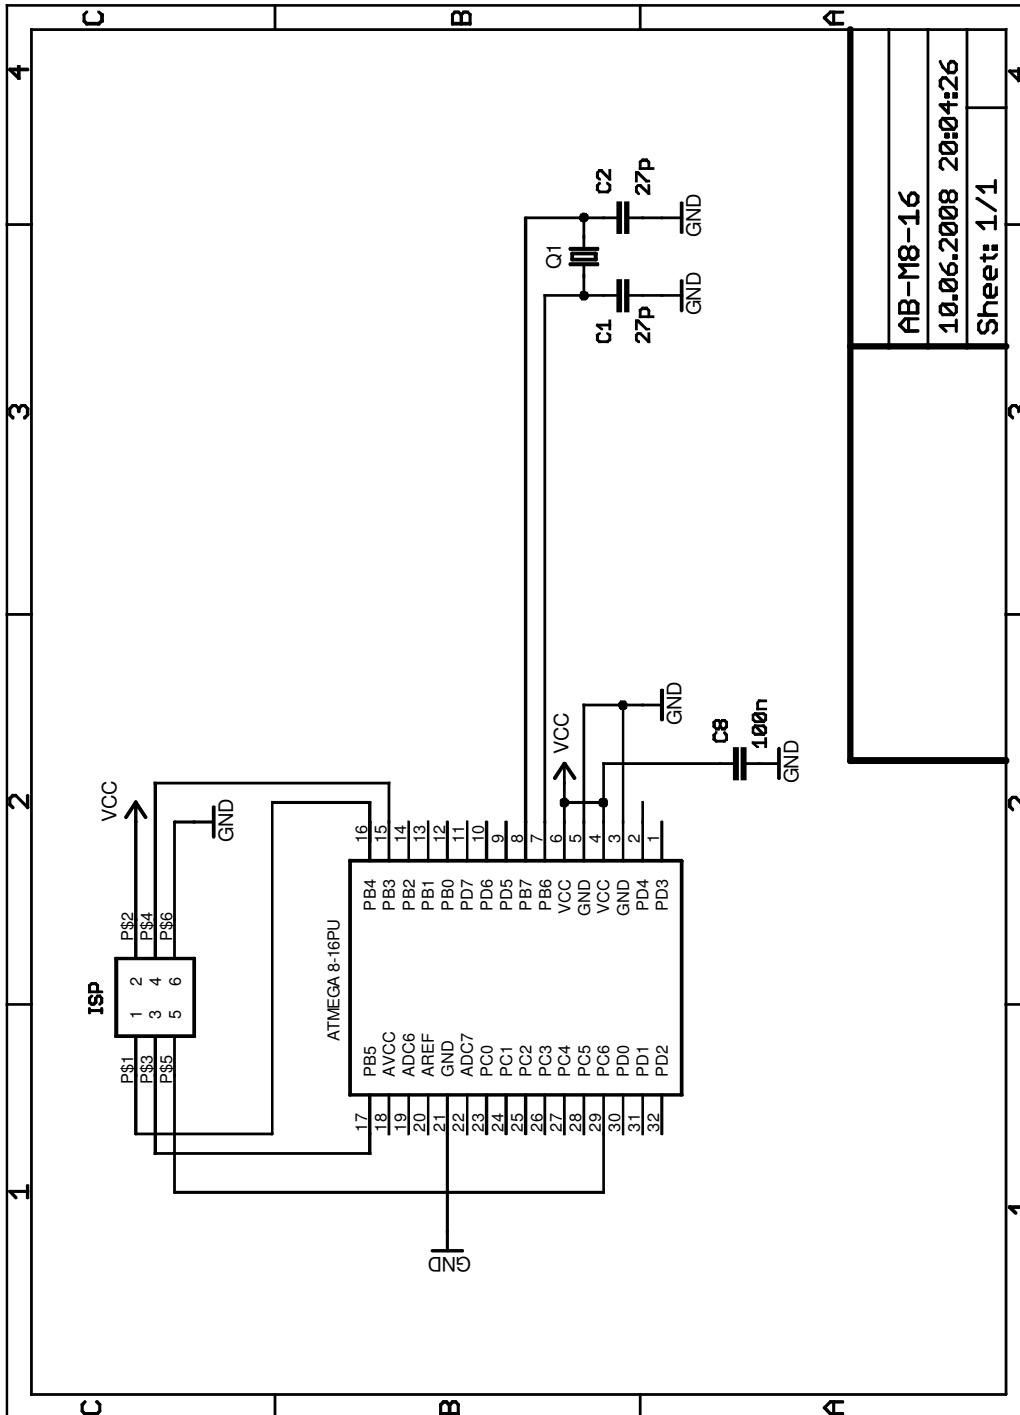 4
3
2
1
C
B
A
C
B
A
4
3
2
1
ISP
P$1
P$3
P$5
1 2
3 4
5 6
P$2
P$4
P$6
VCC
GND
ATMEGA 8-16PU
17 PB5 PB4 16
18 AVCC PB3 15
19 ADC6 PB2 14
20 AREF PB1 13
21 GND PB0 12
22 ADC7 PD7 11
23 PC0 PD6 10
24 PC1 PD5 9
25 PC2 PB7 8
26 PC3 PB6 7
27 PC4 VCC 6
28 PC5 GND 5
29 PC6 VCC 4
30 PD0 GND 3
31 PD1 PD4 2
32 PD2 PD3 1
GND
VCC
GND
C8
100n
GND
Q1
C1
27p
GND
C2
27p
GND
AB-M8-16
10.06.2008 20:04:26
Sheet: 1/1